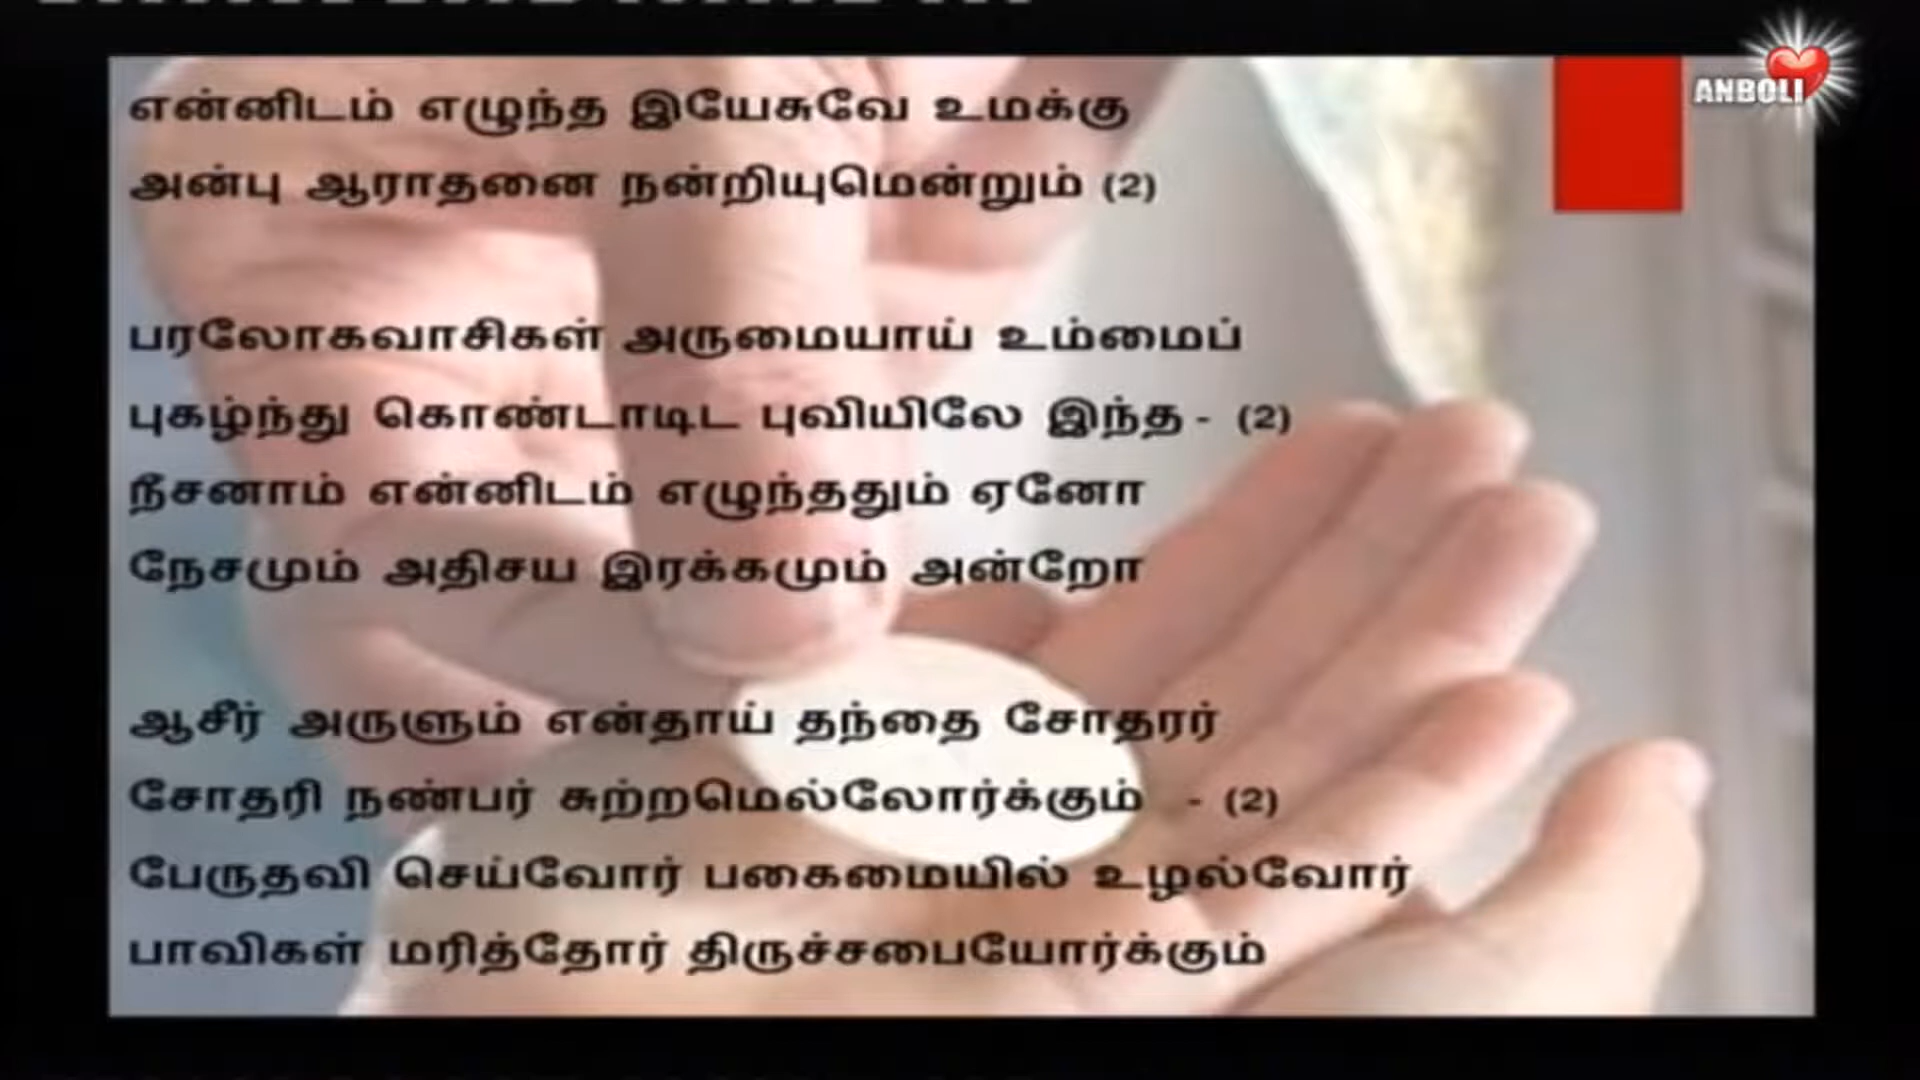 ANBOLI
என்னிடம் எழுந்த இயேசுவே உமக்கு
அன்பு ஆராதனை நன்றியுமென்றும் (2)
பரலோகவாசிகள் அருமையாய் உம்மைப்
புகழ்ந்து கொண்டாடிட புவியிலே இந்த - (2)
நீசனாம் என்னிடம் எழுந்ததும் ஏனோ
நேசமும் அதிசய இரக்கமும் அன்றோ
ஆசீர் அருளும் என்தாய் தந்தை சோதரர்
சோதரி நண்பர் சுற்றமெல்லோர்க்கும் - (2)
பேருதவி செய்வோர் பகைமையில் உழல்வோர்
பாவிகள் மரித்தோர் திருச்சபையோர்க்கும்